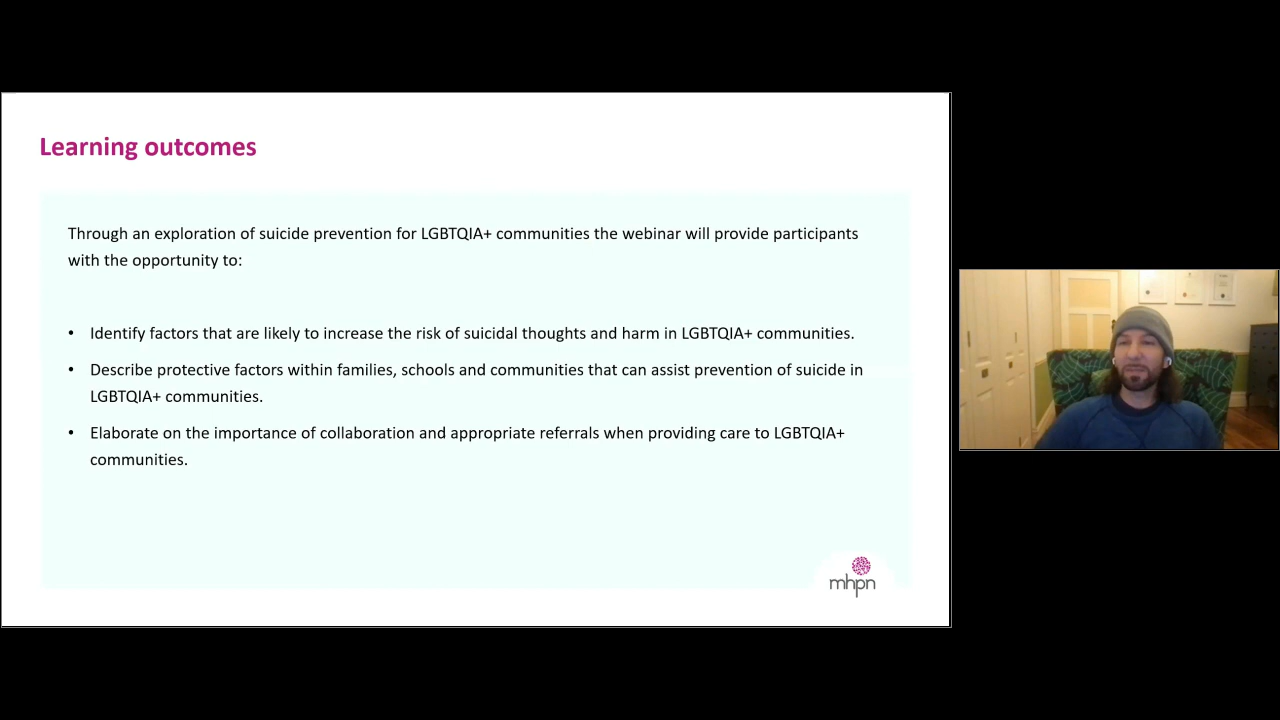 Learning outcomes
Through an exploration of suicide prevention for LGBTQIA+ communities the webinar will provide participants
with the opportunity to:
• Identify factors that are likely to increase the risk of suicidal thoughts and harm in LGBTQIA+ communities.
• Describe protective factors within families, schools and communities that can assist prevention of suicide in
LGBTQIA+ communities.
• Elaborate on the importance of collaboration and appropriate referrals when providing care to LGBTQIA+
communities.
mhpn